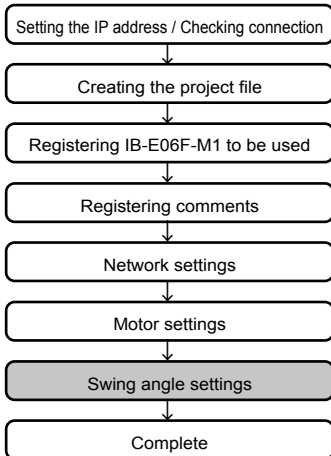 Setting the IP address / Checking connection
Creating the project file
Registering IB-E06F-M1 to be used
Registering comments
Network settings
Motor settings
Swing angle settings
Complete